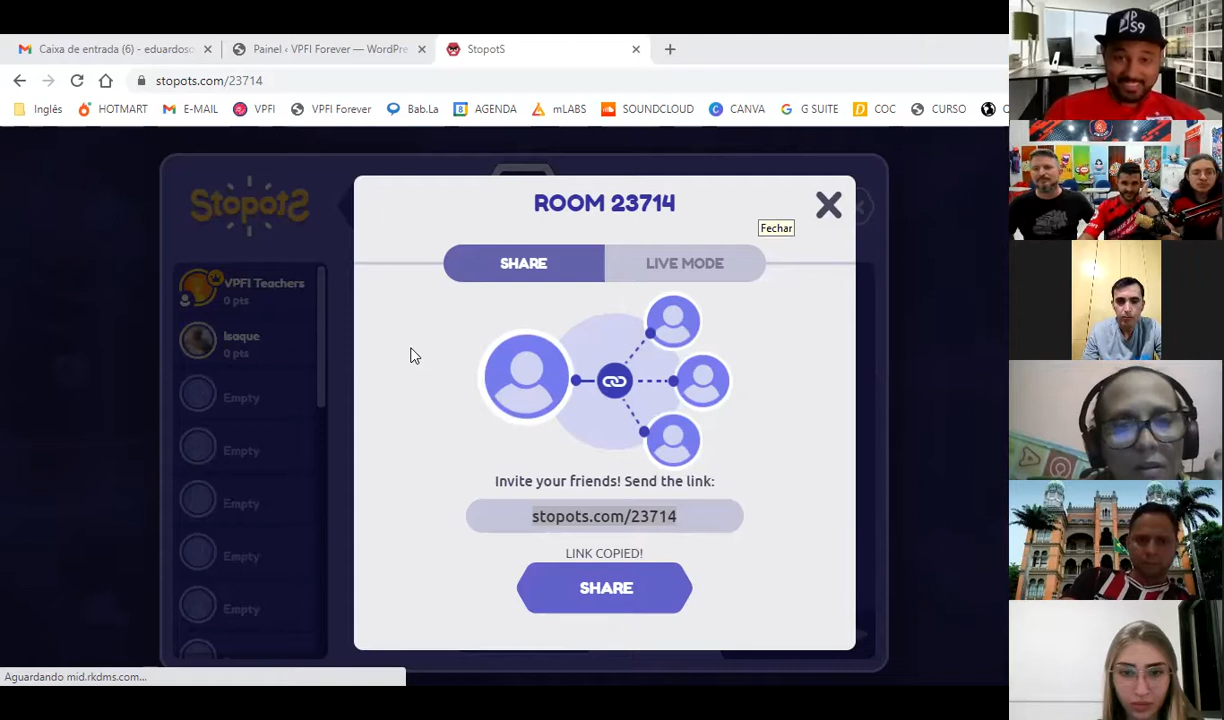 Caixa de entrada (6) - eduardoso
Painel ‹ VPFI Forever — WordPre
StopotS
stopots.com/23714
Inglês
HOTMART
E-MAIL
VPFI
VPFI Forever
Bab.La
AGENDA
mLABS
SOUNDCLOUD
CANVA
G SUITE
COC
CURSO
StopotS
ROOM 23714
Fechar
SHARE
LIVE MODE
VPFI Teachers
0 pts
Isaque
0 pts
Empty
Empty
Empty
Empty
Empty
Invite your friends! Send the link:
stopots.com/23714
LINK COPIED!
SHARE
Aguardando mid.rkdms.com...